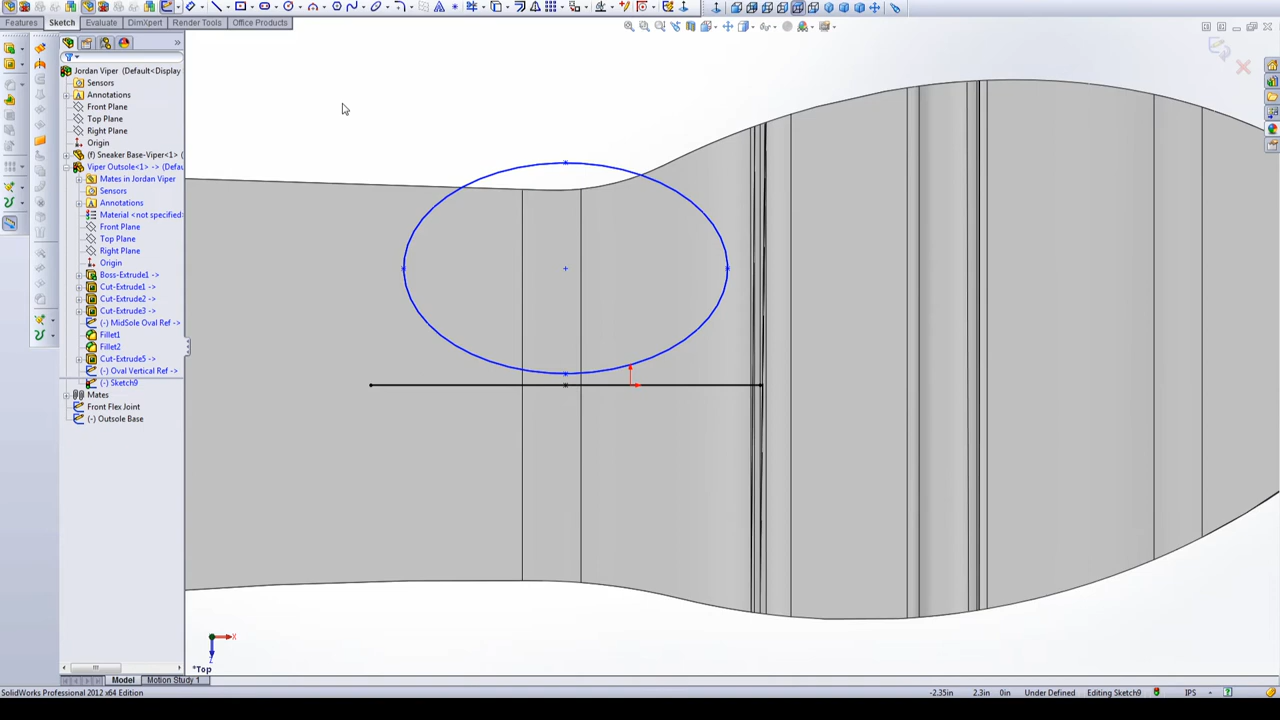 Features Sketch Evaluate DimXpert Render Tools Office Products
Jordan Viper (Default<Display
Sensors
Annotations
Front Plane
Top Plane
Right Plane
Origin
(f) Sneaker Base-Viper<1> (
Viper Outsole<1> -> (Defau
Mates in Jordan Viper
Sensors
Annotations
Material <not specified>
Front Plane
Top Plane
Right Plane
Origin
Boss-Extrude1 ->
Cut-Extrude1 ->
Cut-Extrude2 ->
Cut-Extrude3 ->
(-) MidSole Oval Ref ->
Fillet1
Fillet2
Cut-Extrude5 ->
(-) Oval Vertical Ref ->
(-) Sketch9
Mates
Front Flex Joint
(-) Outsole Base
X
Z
*Top
Model Motion Study 1
SolidWorks Professional 2012 x64 Edition -2.35in 2.3in 0in Under Defined Editing Sketch9 IPS